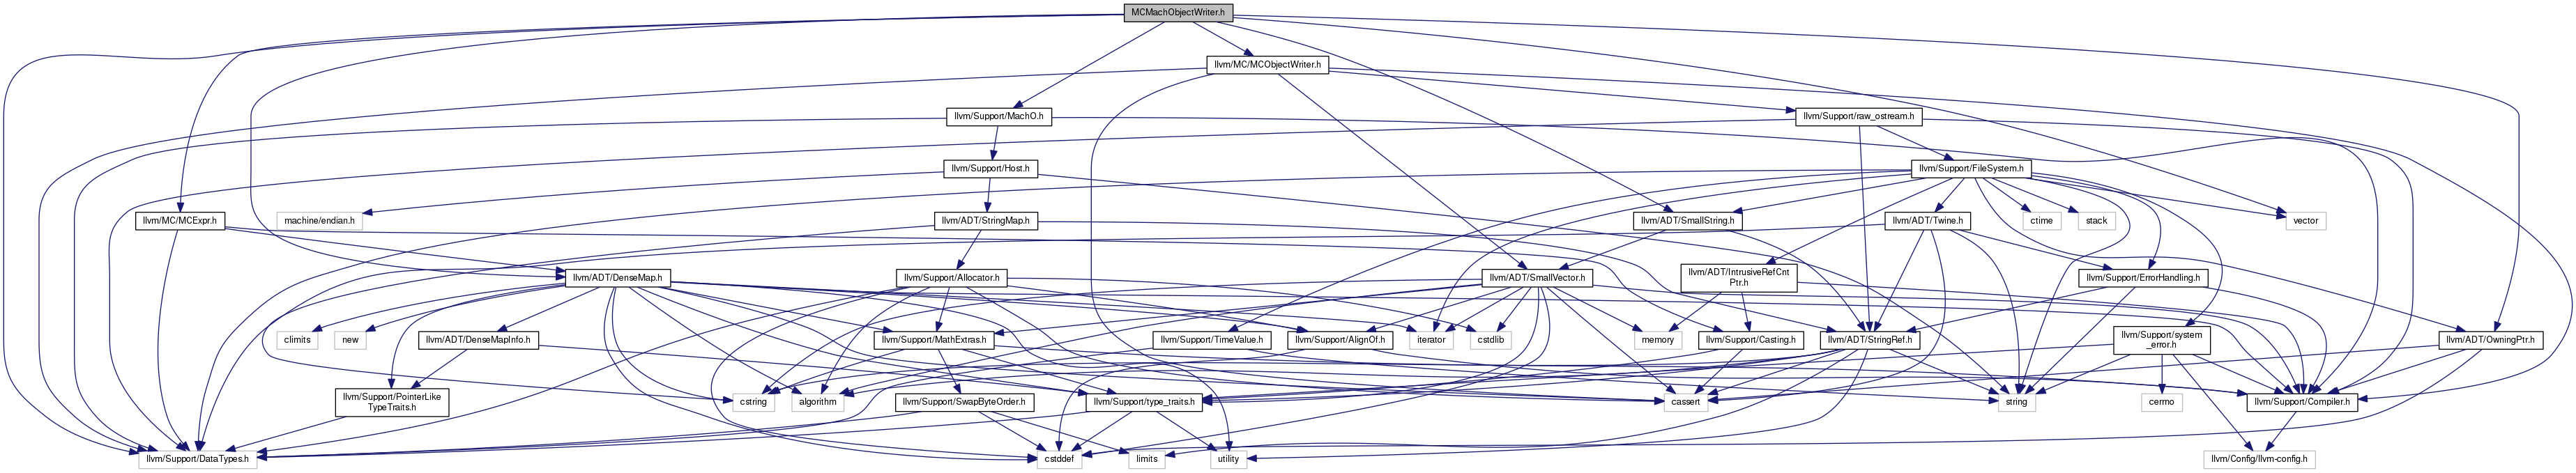 MCMachObjectWriter.h
llvm/MC/MCObjectWriter.h
llvm/Support/MachO.h
llvm/Support/raw_ostream.h
llvm/Support/Host.h
llvm/Support/FileSystem.h
llvm/MC/MCExpr.h
machine/endian.h
llvm/ADT/StringMap.h
llvm/ADT/SmallString.h
llvm/ADT/Twine.h
ctime
stack
vector
llvm/ADT/DenseMap.h
llvm/Support/Allocator.h
llvm/ADT/SmallVector.h
llvm/ADT/IntrusiveRefCnt
Ptr.h
llvm/Support/ErrorHandling.h
climits
new
llvm/ADT/DenseMapInfo.h
llvm/Support/MathExtras.h
llvm/Support/TimeValue.h
llvm/Support/AlignOf.h
iterator
cstdlib
memory
llvm/Support/Casting.h
llvm/ADT/StringRef.h
llvm/Support/system
_error.h
llvm/ADT/OwningPtr.h
llvm/Support/PointerLike
TypeTraits.h
cstring
algorithm
llvm/Support/SwapByteOrder.h
llvm/Support/type_traits.h
cassert
string
cerrno
llvm/Support/Compiler.h
llvm/Support/DataTypes.h
cstddef
limits
utility
llvm/Config/llvm-config.h